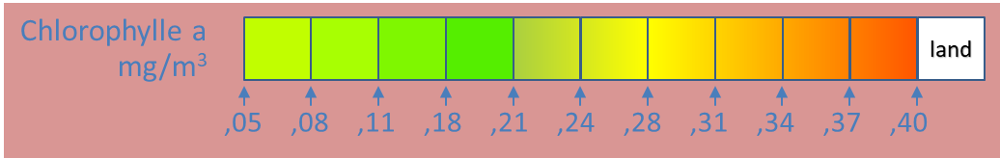 Chlorophylle a
mg/m³
land
,05 ,08 ,11 ,18 ,21 ,24 ,28 ,31 ,34 ,37 ,40